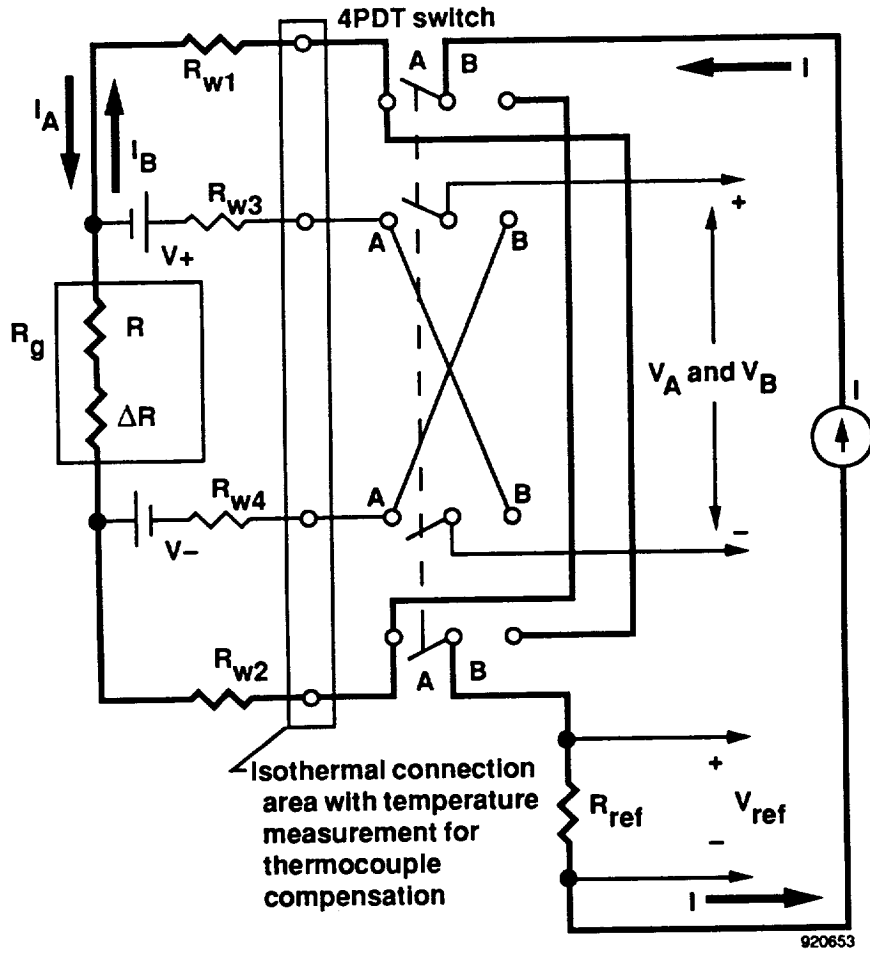 4PDT switch
R_w1
A
B
I
I_A
I_B
R_w3
V+
A
B
+
R_g
R
ΔR
V_A and V_B
I
R_w4
V−
A
B
−
R_w2
A
B
Isothermal connection
area with temperature
measurement for
thermocouple
compensation
+
R_ref
V_ref
−
I
920653